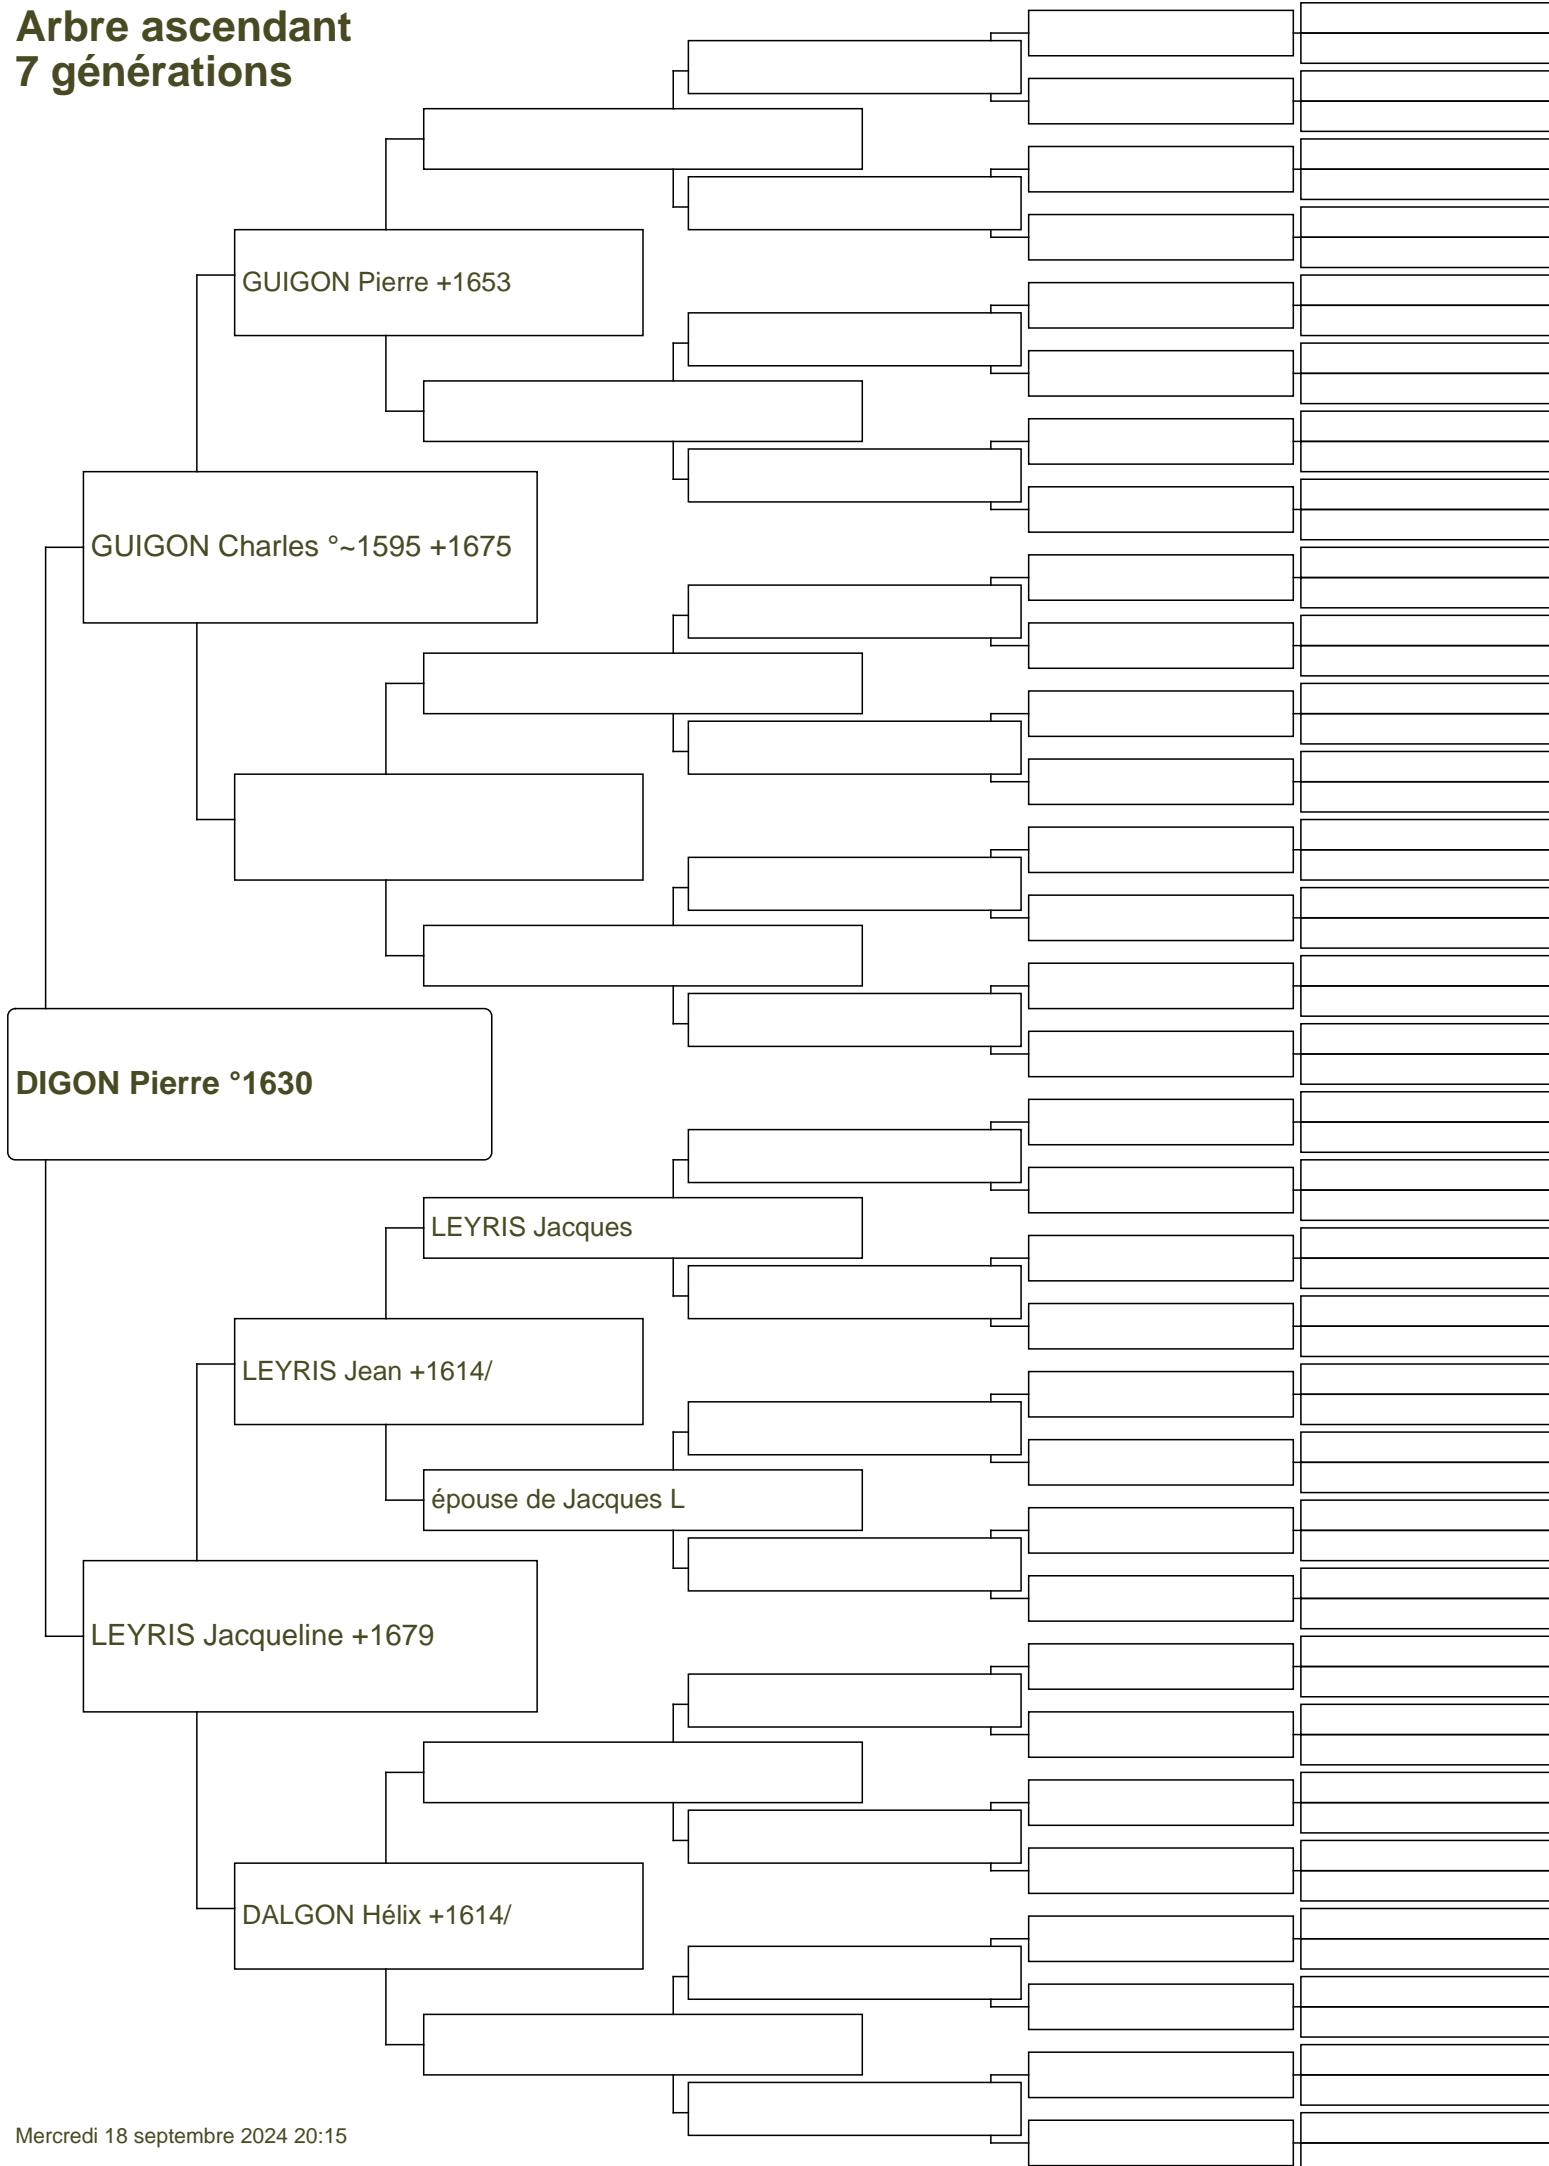 Arbre ascendant
7 générations
GUIGON Pierre +1653
GUIGON Charles °~1595 +1675
DIGON Pierre °1630
LEYRIS Jacques
LEYRIS Jean +1614/
épouse de Jacques L
LEYRIS Jacqueline +1679
DALGON Hélix +1614/
Mercredi 18 septembre 2024 20:15